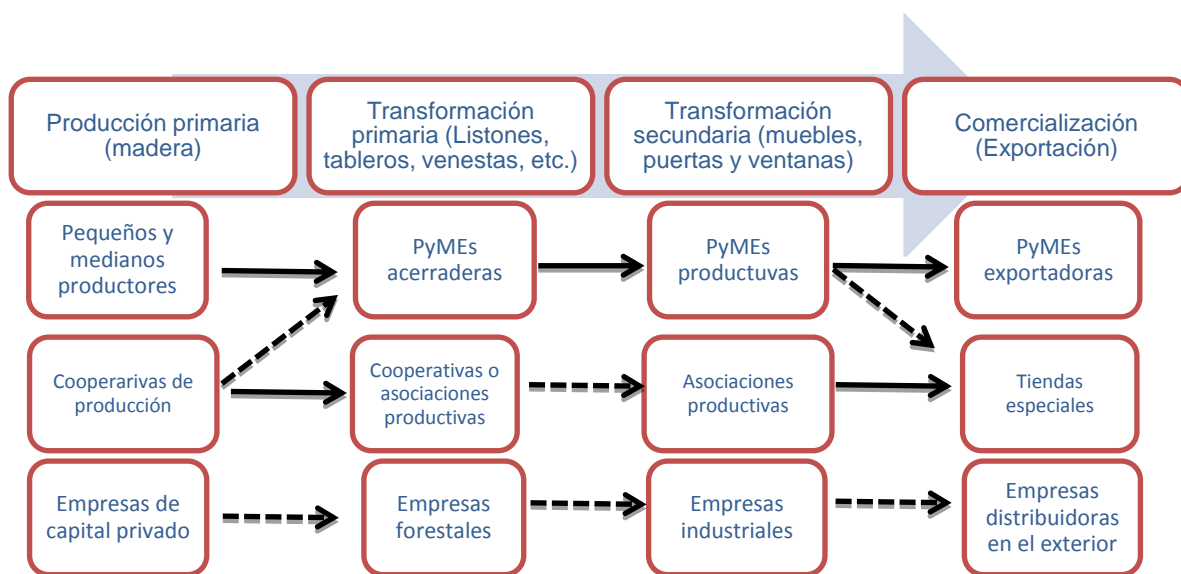 Producción primaria
(madera)
Transformación
primaria (Listones,
tableros, venestas, etc.)
Transformación
secundaria (muebles,
puertas y ventanas)
Comercialización
(Exportación)
Pequeños y
medianos
productores
PyMEs
acerraderas
PyMEs
productuvas
PyMEs
exportadoras
Cooperarivas de
producción
Cooperativas o
asociaciones
productivas
Asociaciones
productivas
Tiendas
especiales
Empresas de
capital privado
Empresas
forestales
Empresas
industriales
Empresas
distribuidoras
en el exterior